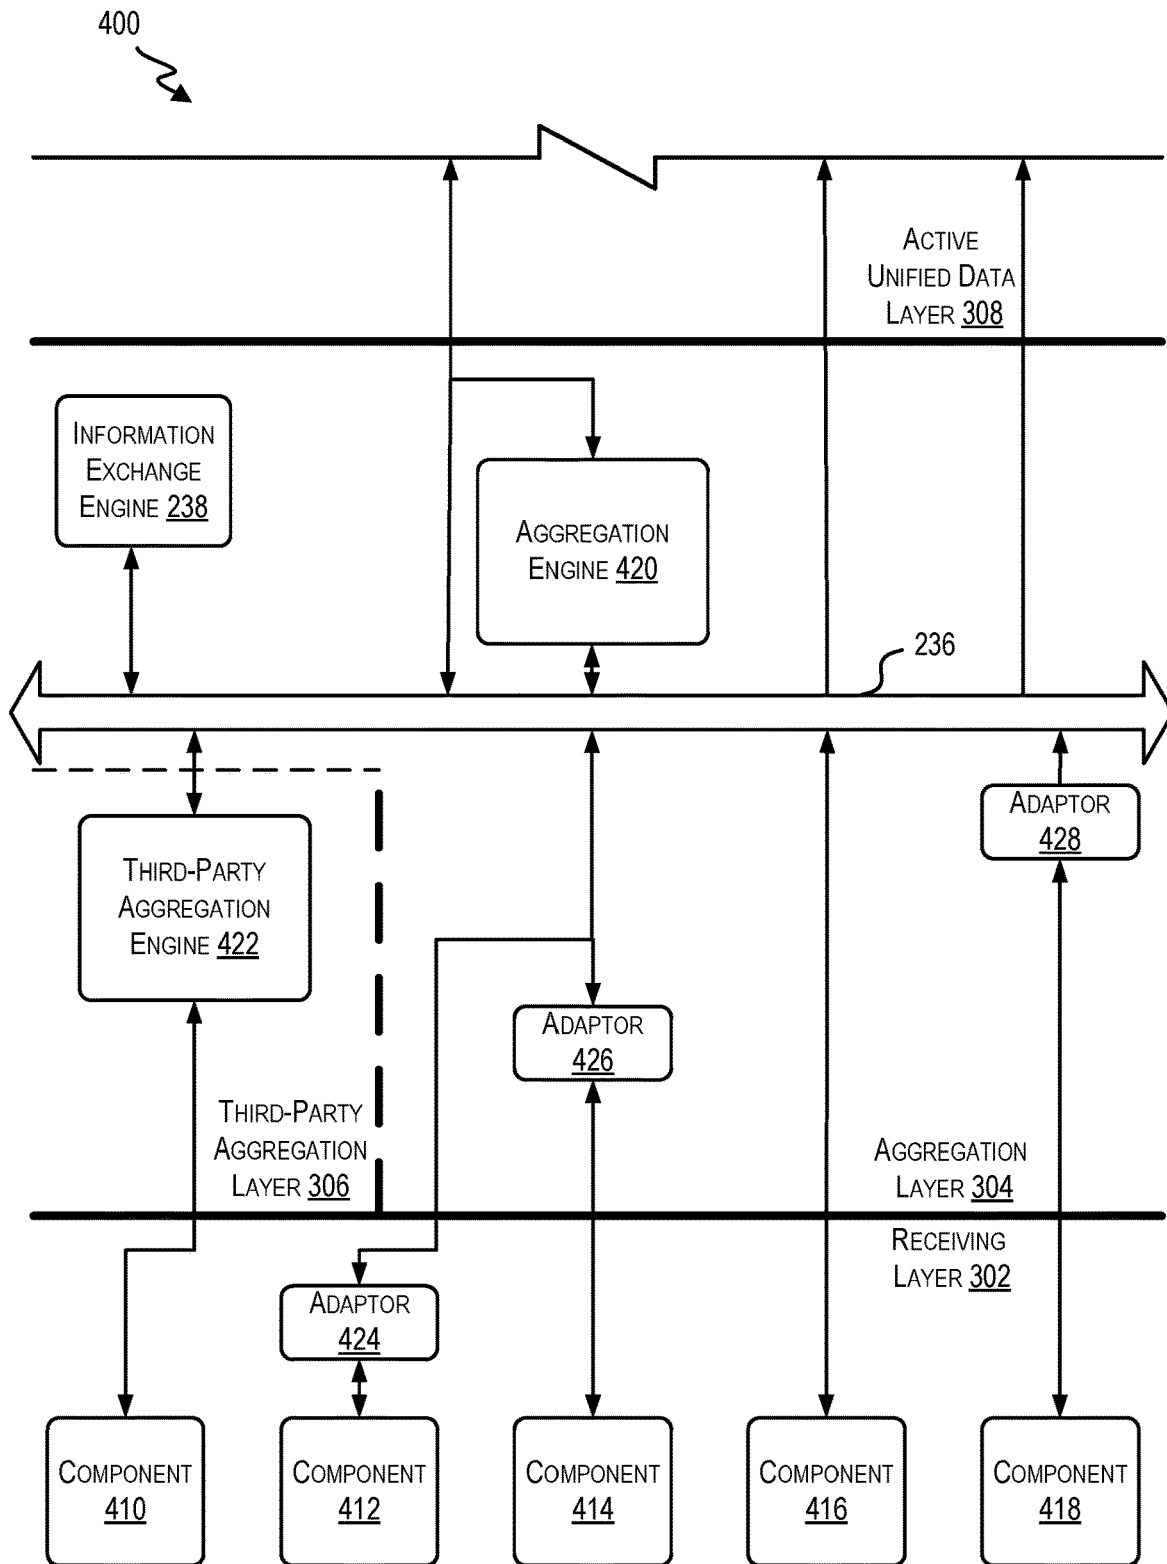 400
Active
Unified Data
Layer 308
Information
Exchange
Engine 238
Aggregation
Engine 420
236
Adaptor
428
Third-Party
Aggregation
Engine 422
Adaptor
426
Third-Party
Aggregation
Layer 306
Aggregation
Layer 304
Receiving
Layer 302
Adaptor
424
Component
410
Component
412
Component
414
Component
416
Component
418